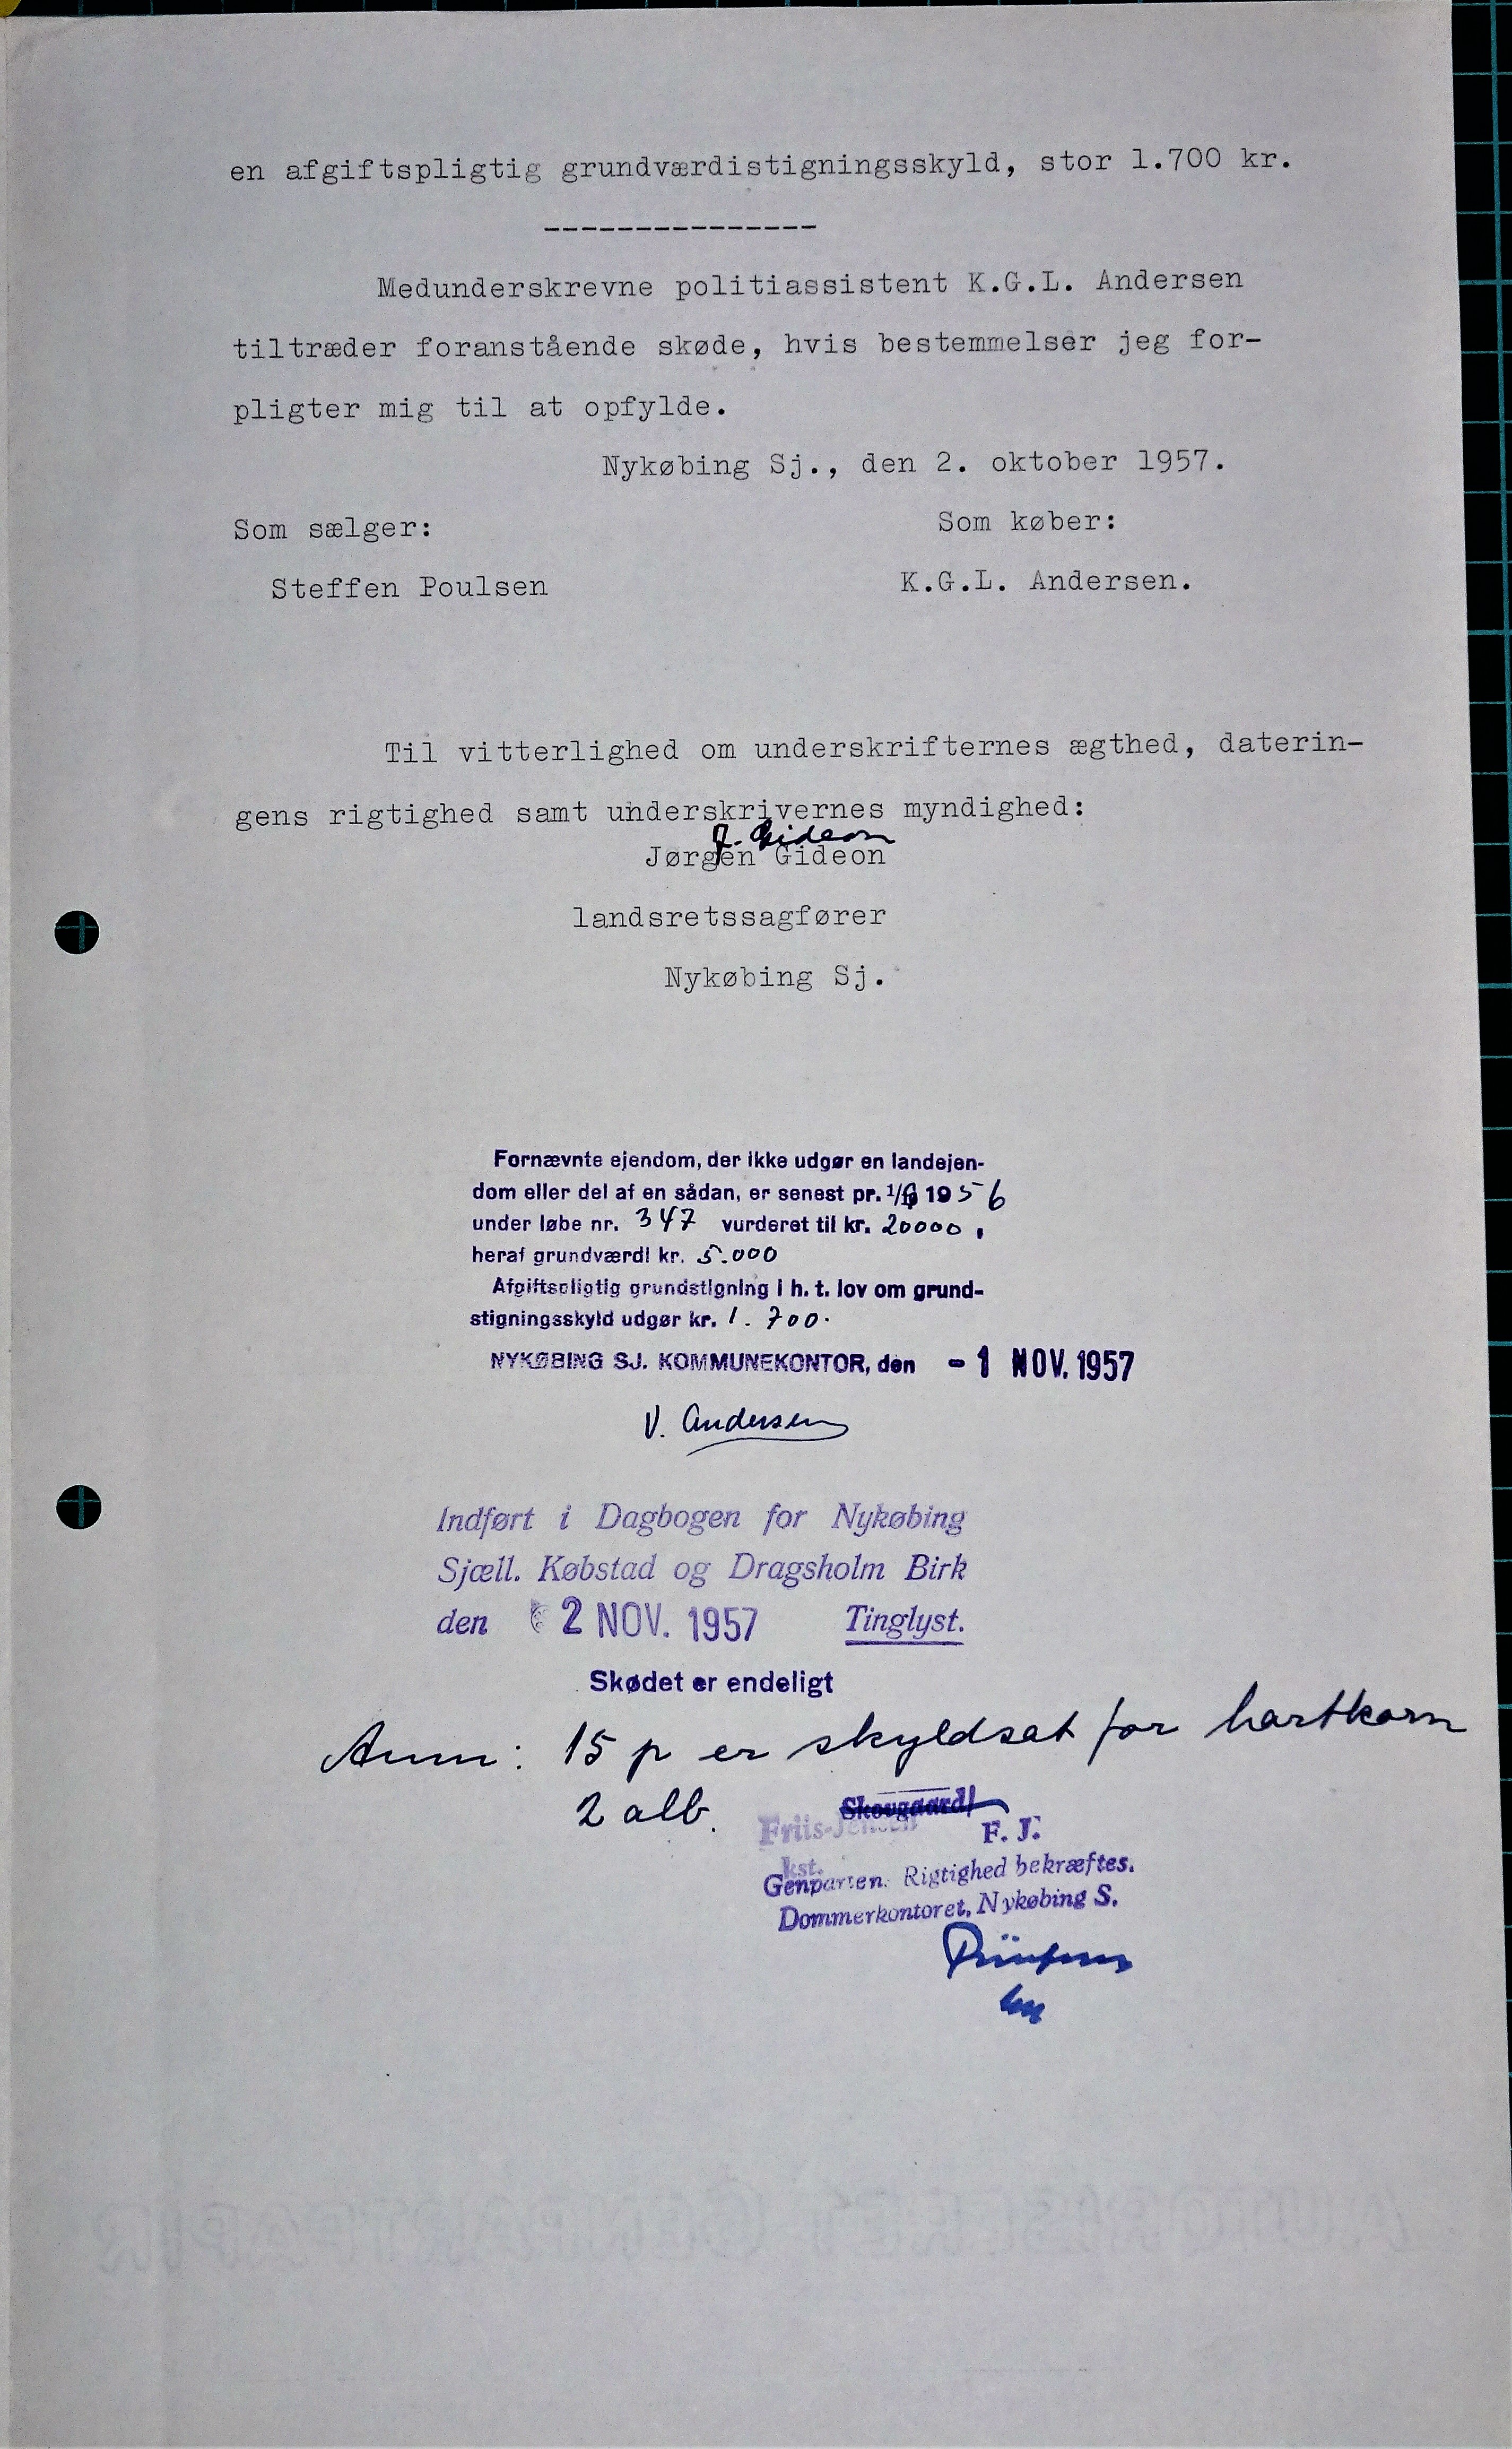 en afgiftspligtig grundværdistigningsskyld, stor 1.700 kr.
---------------
Medunderskrevne politiassistent K.G.L. Andersen
tiltræder foranstående skøde, hvis bestemmelser jeg for-
pligter mig til at opfylde.
Nykøbing Sj., den 2. oktober 1957.
Som sælger: Som køber:
Steffen Poulsen K.G.L. Andersen.
Til vitterlighed om underskrifternes ægthed, daterin-
gens rigtighed samt underskrivernes myndighed:
J. Gideon
Jørgen Gideon
landsretssagfører
Nykøbing Sj.
Fornævnte ejendom, der ikke udgør en landejen-
dom eller del af en sådan, er senest pr. 1956
under løbe nr. 347 vurderet til kr. 20000,
heraf grundværdi kr. 5.000
Afgiftspligtig grundstigning i h. t. lov om grund-
stigningsskyld udgør kr. 1.700.
NYKØBING SJ. KOMMUNEKONTOR, den - 1 NOV. 1957
V. Andersen
Indført i Dagbogen for Nykøbing
Sjæll. Købstad og Dragsholm Birk
den 2 NOV. 1957 Tinglyst.
Skødet er endeligt
Anm: 15 p er skyldsat for hartkorn
2 alb.
Skovgaard
Friis-Jensen F. J.
kst.
Genparten. Rigtighed bekræftes.
Dommerkontoret, Nykøbing S.
AUTORISERET GENPARTPAPIR